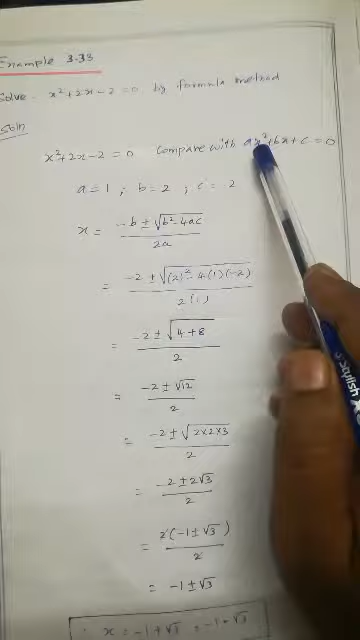 Example 3.33
Solve x²+2x-2=0 by formula method
Soln
x²+2x-2=0 Compare with ax²+bx+c=0
a=1 ; b=2 ; c= 2
x = (-b±√(b²-4ac))/2a
= (-2±√((2)²-4(1)(-2)))/2(1)
= (-2±√(4+8))/2
= (-2±√12)/2
= (-2±√(2×2×3))/2
= (-2±2√3)/2
= 2(-1±√3)/2
= -1±√3
∴ x = -1+√3
Stylish